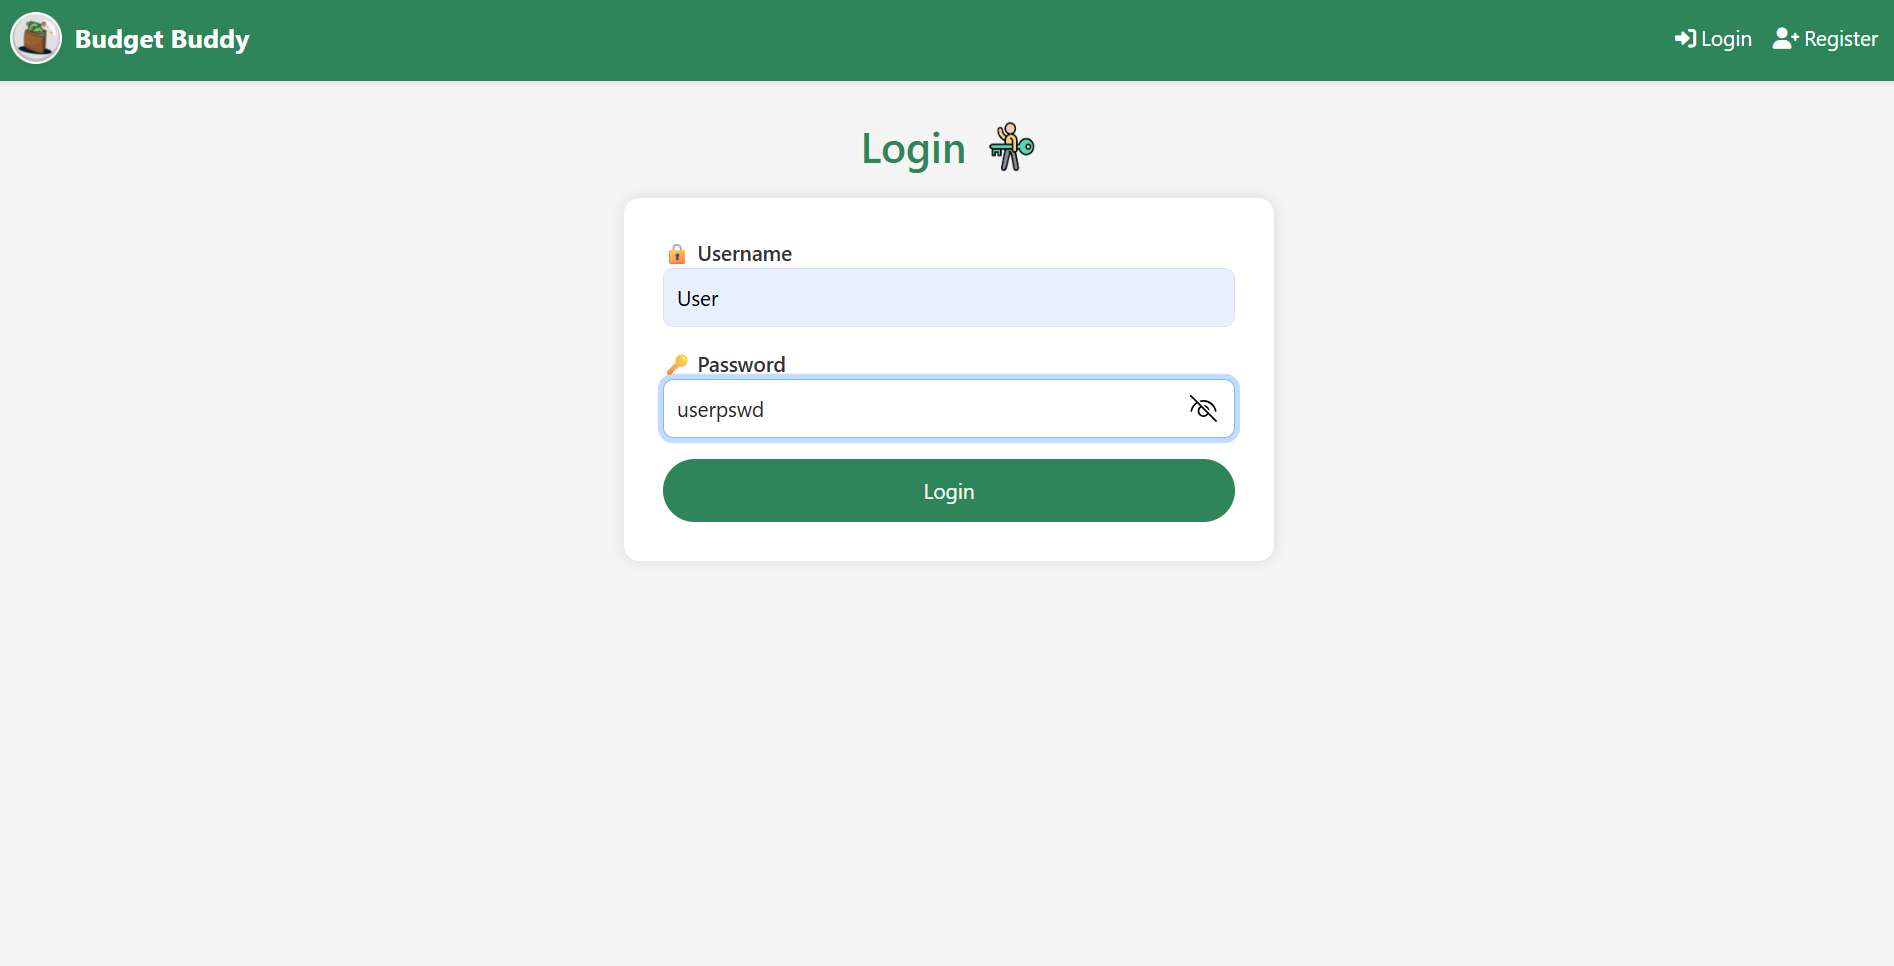 Budget Buddy
Login
Register
Login
Username
User
Password
userpswd
Login